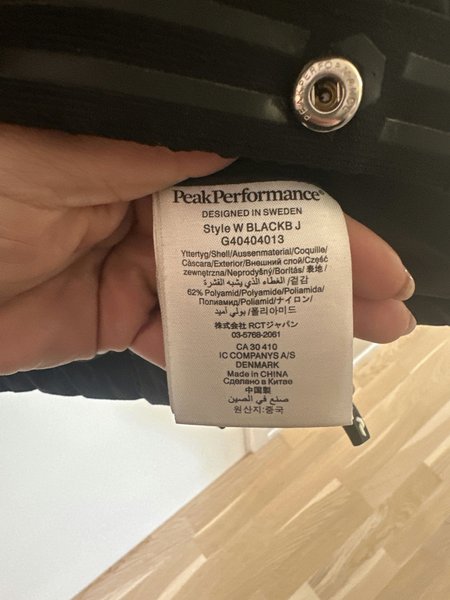 PEAK PERFORMANCE
PeakPerformance®
DESIGNED IN SWEDEN
Style W BLACKB J
G40404013
Yttertyg/Shell/Aussenmaterial/Coquille/
Cáscara/Exterior/Внешний слой/Część
zewnętrzna/Neprodyšný/Borítás/表地/
الغطاء الذي يشبه القشرة/겉감
62% Polyamid/Polyamide/Poliamida/
Полиамид/Poliamid/ナイロン/
بولي أميد/폴리아미드
株式会社 RCTジャパン
03-5768-2061
CA 30 410
IC COMPANYS A/S
DENMARK
Made in CHINA
Сделано в Китае
中国製
صنع في الصين
원산지:중국